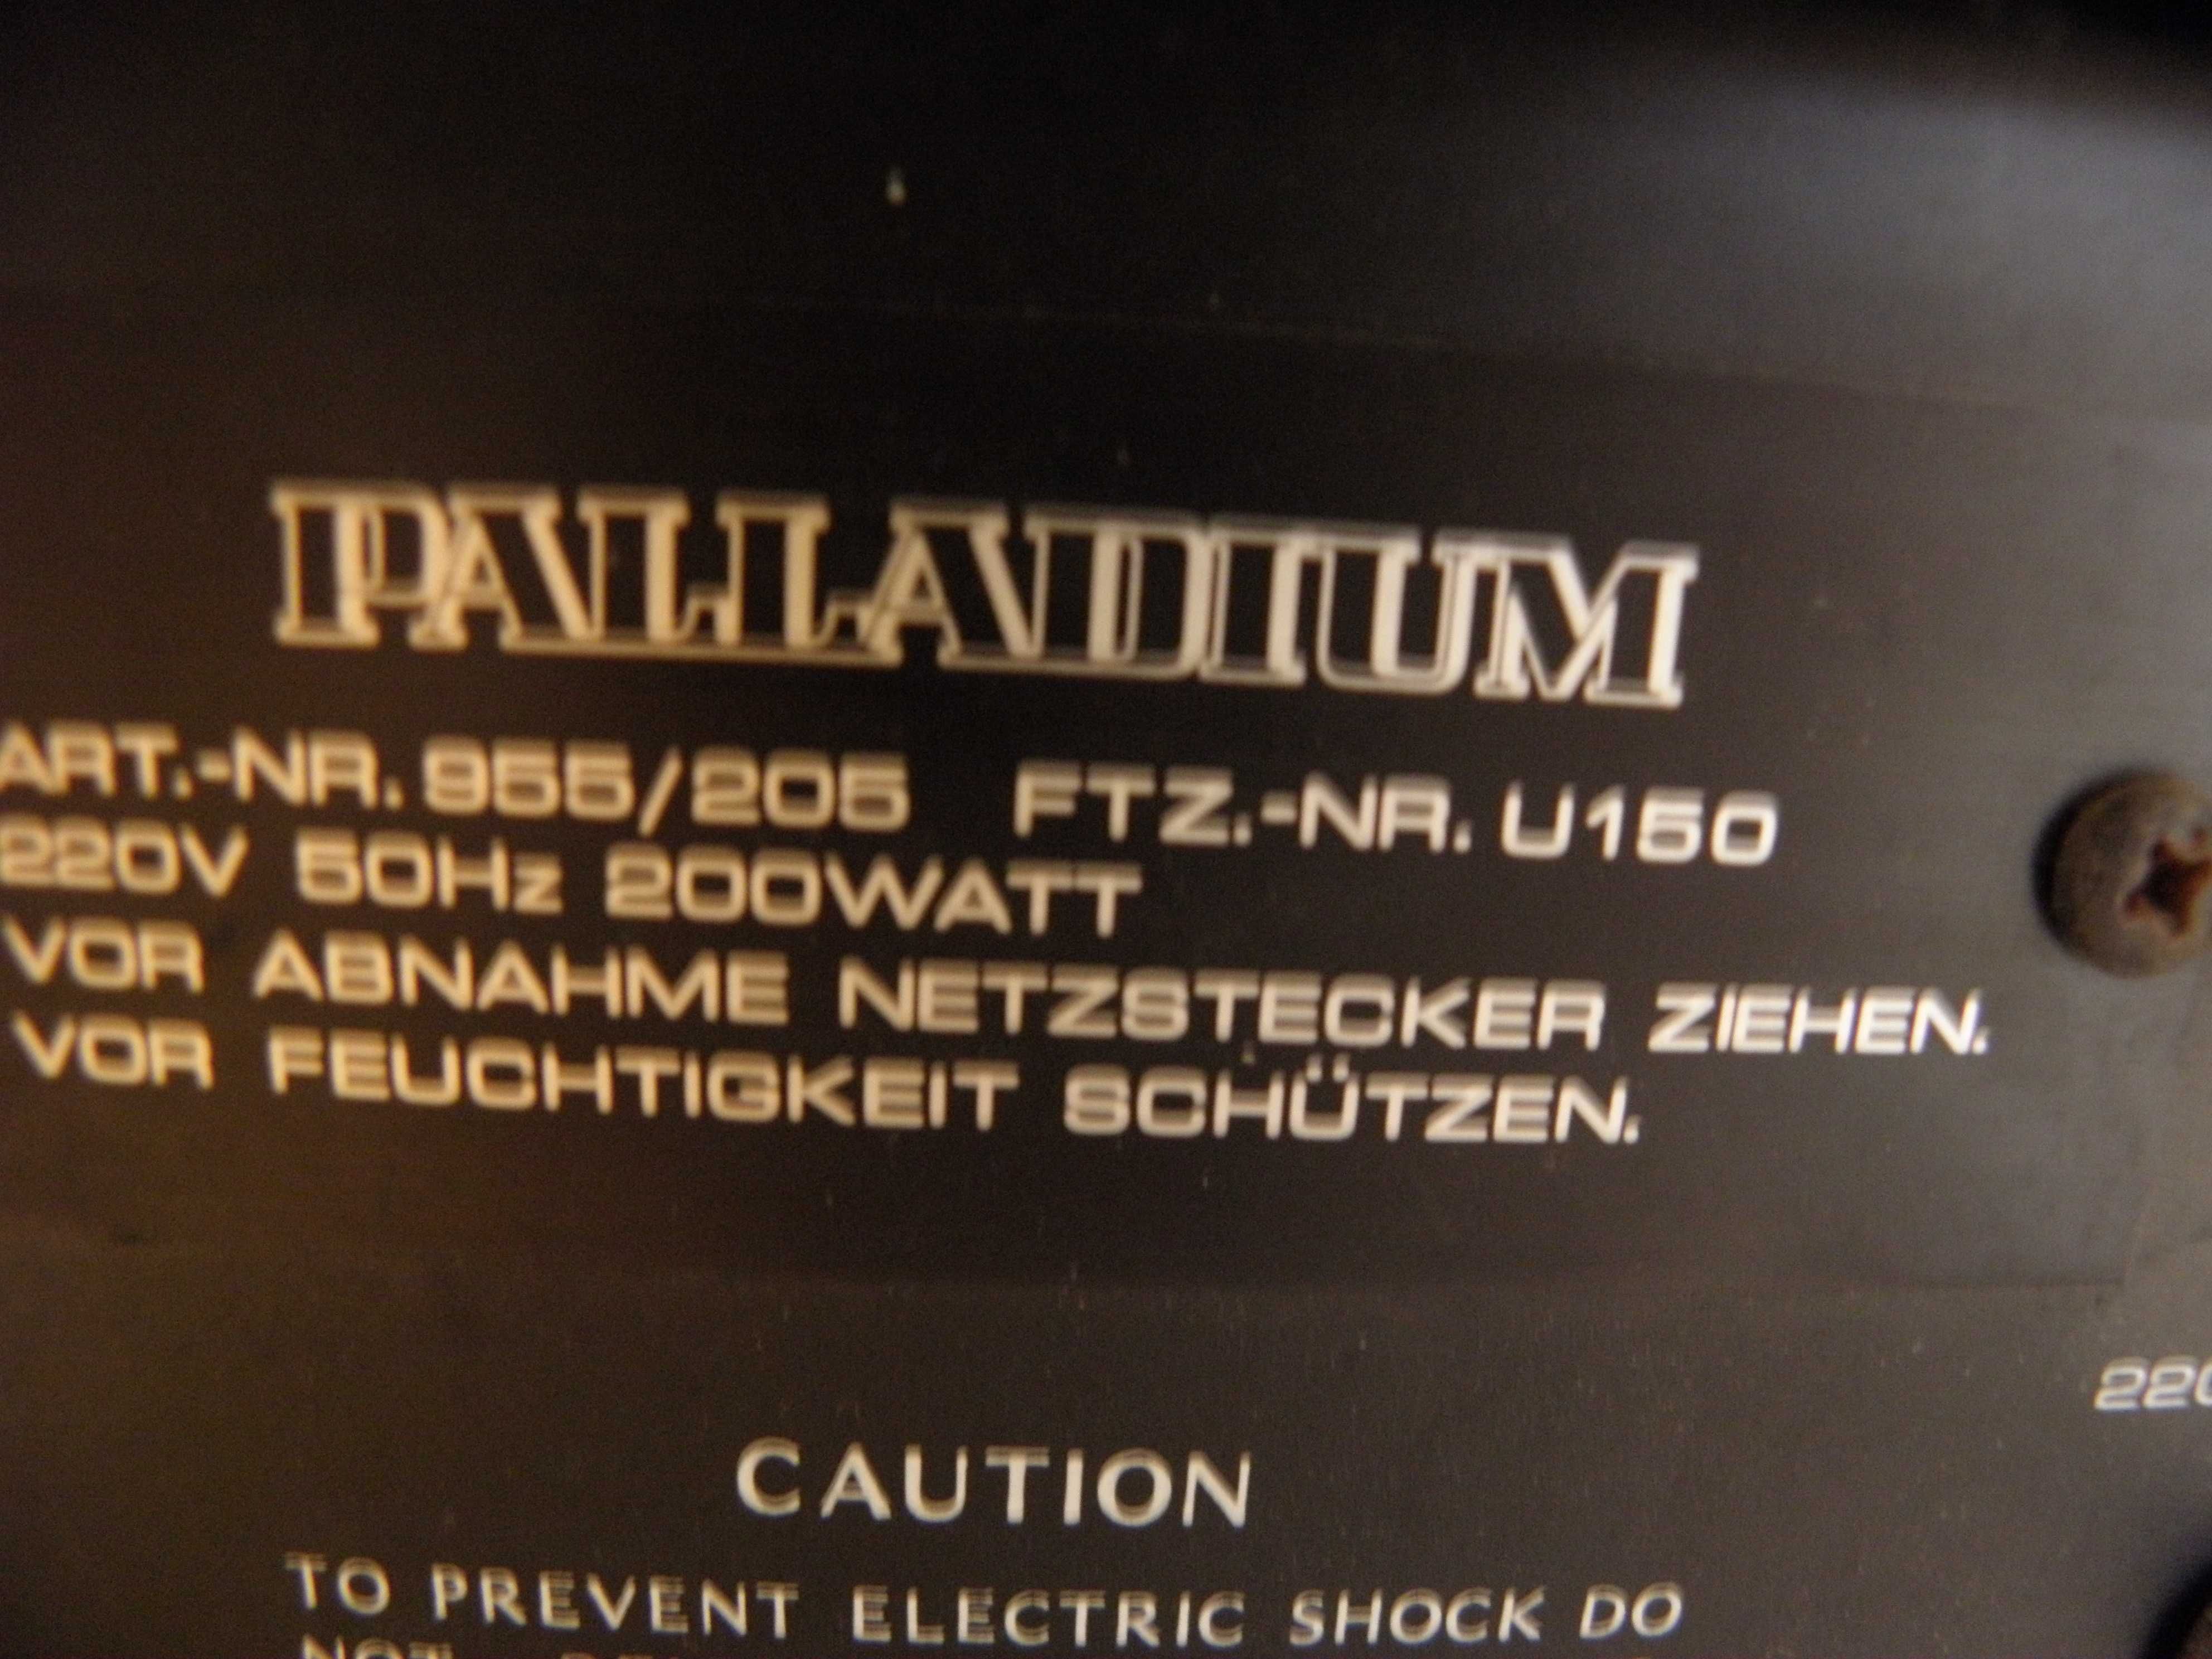 PALLADIUM
ART.-NR. 955/205 FTZ.-NR. U150
220V 50Hz 200WATT
VOR ABNAHME NETZSTECKER ZIEHEN.
VOR FEUCHTIGKEIT SCHÜTZEN.
CAUTION
TO PREVENT ELECTRIC SHOCK DO
NOT